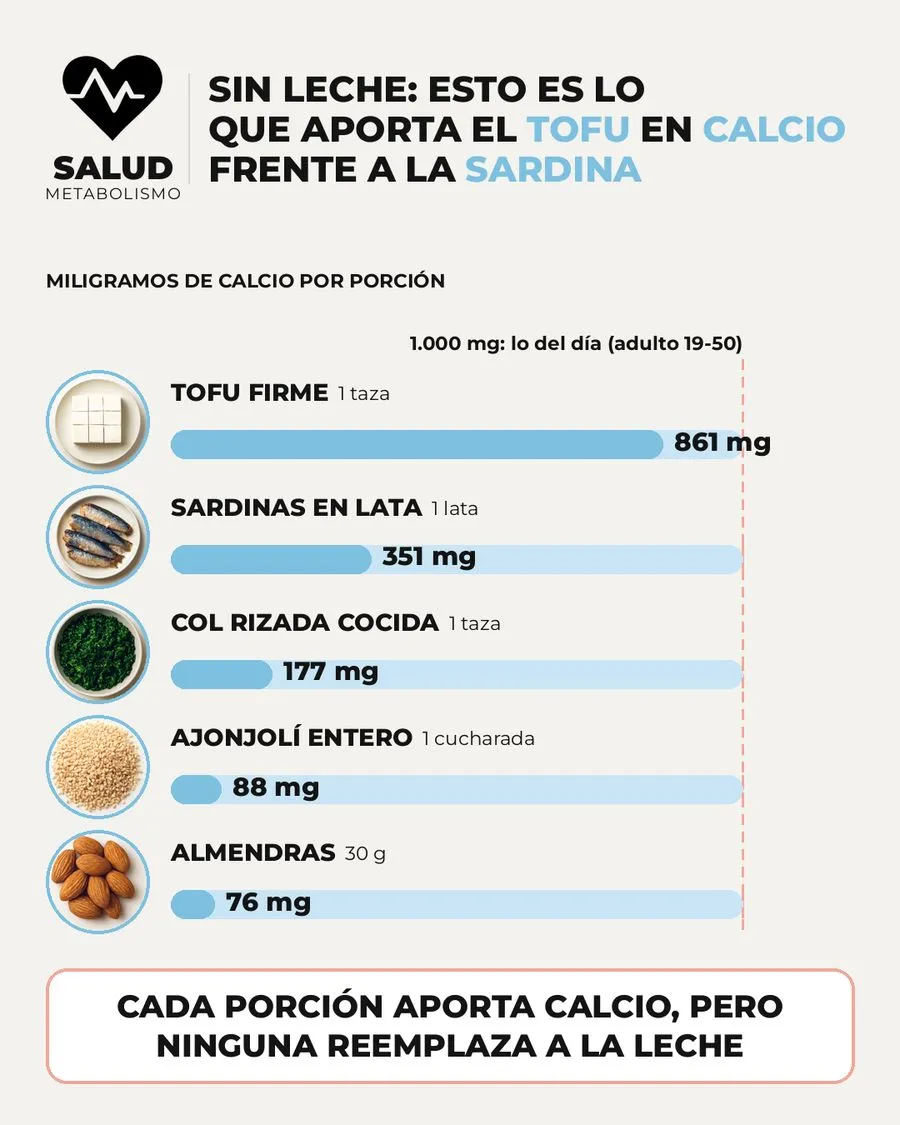 SALUD
METABOLISMO
SIN LECHE: ESTO ES LO
QUE APORTA EL TOFU EN CALCIO
FRENTE A LA SARDINA
MILIGRAMOS DE CALCIO POR PORCIÓN
1.000 mg: lo del día (adulto 19-50)
TOFU FIRME 1 taza
861 mg
SARDINAS EN LATA 1 lata
351 mg
COL RIZADA COCIDA 1 taza
177 mg
AJONJOLÍ ENTERO 1 cucharada
88 mg
ALMENDRAS 30 g
76 mg
CADA PORCIÓN APORTA CALCIO, PERO
NINGUNA REEMPLAZA A LA LECHE